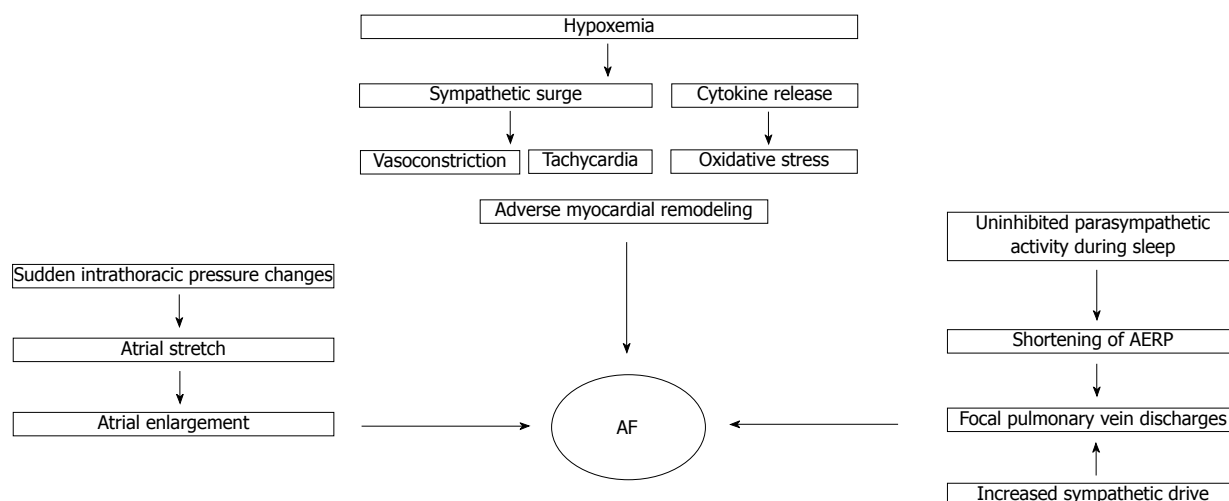 Hypoxemia
Sympathetic surge
Cytokine release
Vasoconstriction
Tachycardia
Oxidative stress
Adverse myocardial remodeling
Sudden intrathoracic pressure changes
Atrial stretch
Atrial enlargement
AF
Uninhibited parasympathetic
activity during sleep
Shortening of AERP
Focal pulmonary vein discharges
Increased sympathetic drive